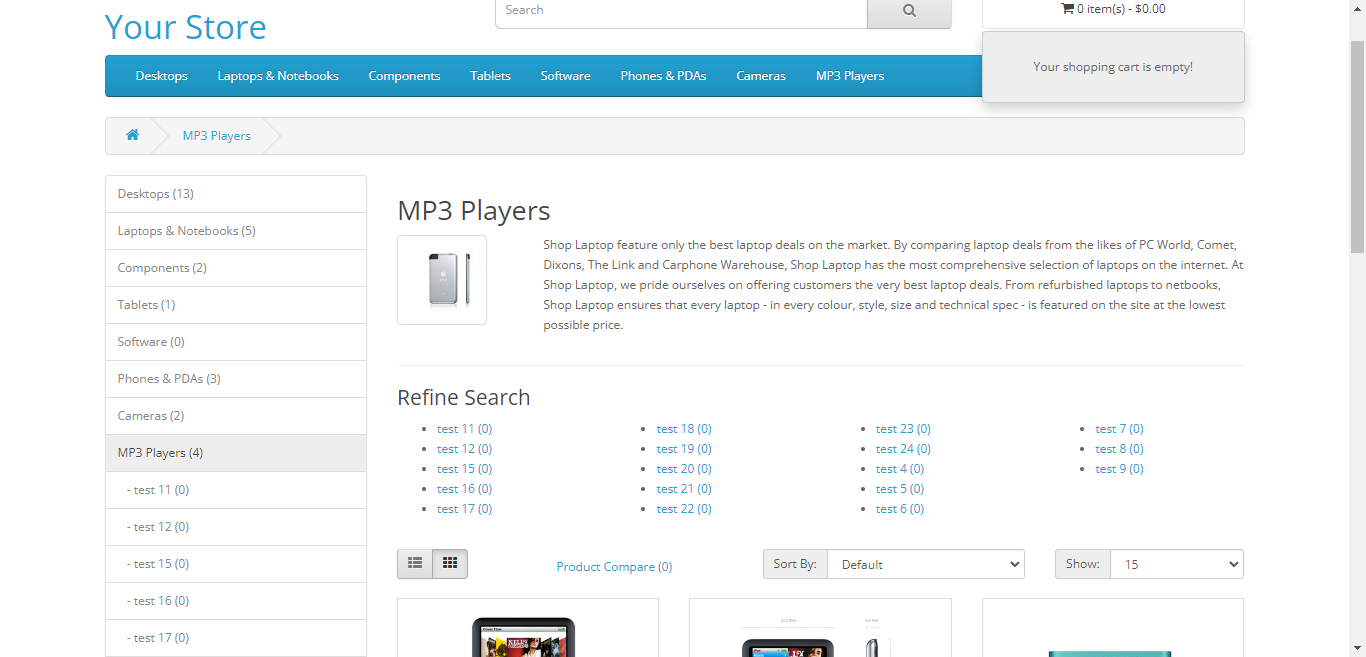 Your Store
Search
0 item(s) - $0.00
Your shopping cart is empty!
Desktops
Laptops & Notebooks
Components
Tablets
Software
Phones & PDAs
Cameras
MP3 Players
MP3 Players
Desktops (13)
Laptops & Notebooks (5)
Components (2)
Tablets (1)
Software (0)
Phones & PDAs (3)
Cameras (2)
MP3 Players (4)
- test 11 (0)
- test 12 (0)
- test 15 (0)
- test 16 (0)
- test 17 (0)
MP3 Players
Shop Laptop feature only the best laptop deals on the market. By comparing laptop deals from the likes of PC World, Comet,
Dixons, The Link and Carphone Warehouse, Shop Laptop has the most comprehensive selection of laptops on the internet. At
Shop Laptop, we pride ourselves on offering customers the very best laptop deals. From refurbished laptops to netbooks,
Shop Laptop ensures that every laptop - in every colour, style, size and technical spec - is featured on the site at the lowest
possible price.
Refine Search
test 11 (0)
test 12 (0)
test 15 (0)
test 16 (0)
test 17 (0)
test 18 (0)
test 19 (0)
test 20 (0)
test 21 (0)
test 22 (0)
test 23 (0)
test 24 (0)
test 4 (0)
test 5 (0)
test 6 (0)
test 7 (0)
test 8 (0)
test 9 (0)
Product Compare (0)
Sort By:
Default
Show:
15